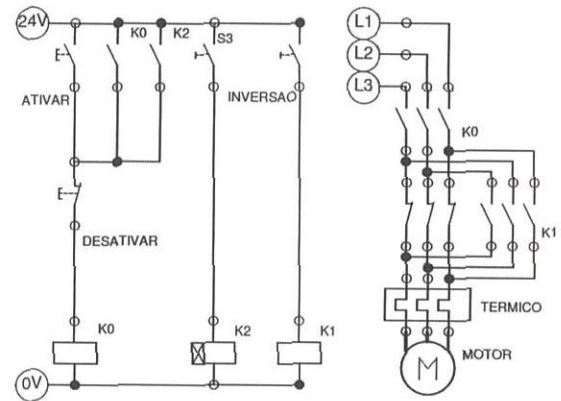 24V
K0 K2
S3
ATIVAR
INVERSAO
DESATIVAR
K0
K2
K1
0V
L1
L2
L3
K0
K1
TERMICO
MOTOR
M